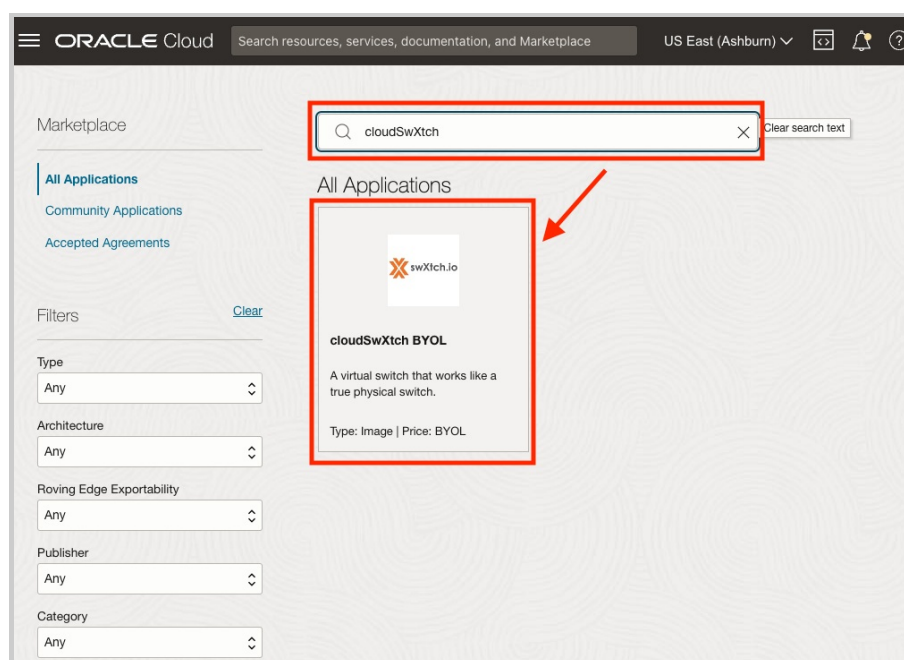 ORACLE Cloud
Search resources, services, documentation, and Marketplace
US East (Ashburn)
Marketplace
All Applications
Community Applications
Accepted Agreements
Filters
Clear
Type
Any
Architecture
Any
Roving Edge Exportability
Any
Publisher
Any
Category
Any
cloudSwXtch
Clear search text
All Applications
swXtch.io
cloudSwXtch BYOL
A virtual switch that works like a
true physical switch.
Type: Image | Price: BYOL